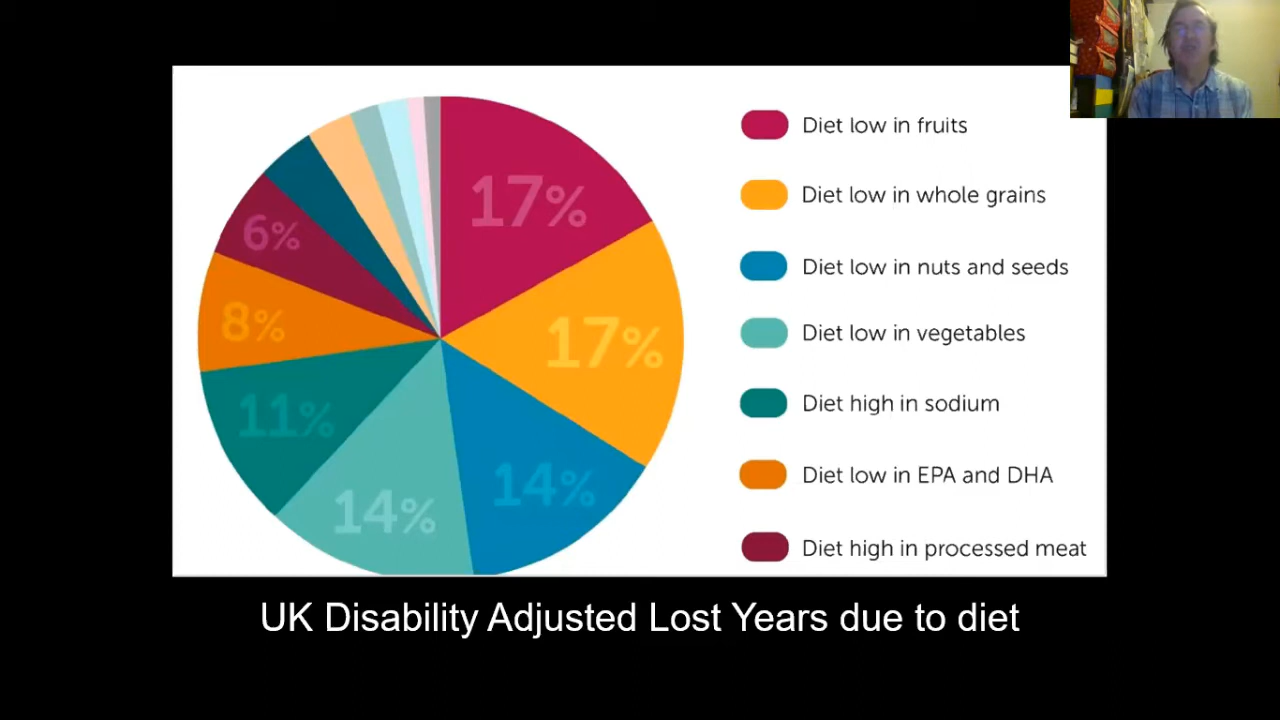 17%
17%
14%
14%
11%
8%
6%
Diet low in fruits
Diet low in whole grains
Diet low in nuts and seeds
Diet low in vegetables
Diet high in sodium
Diet low in EPA and DHA
Diet high in processed meat
UK Disability Adjusted Lost Years due to diet